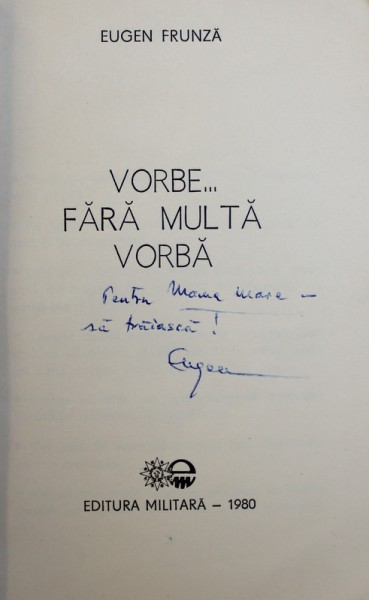 EUGEN FRUNZĂ
VORBE...
FĂRĂ MULTĂ
VORBĂ
Pentru Mama Mare —
să trăiască!
Eugen
EDITURA MILITARĂ – 1980